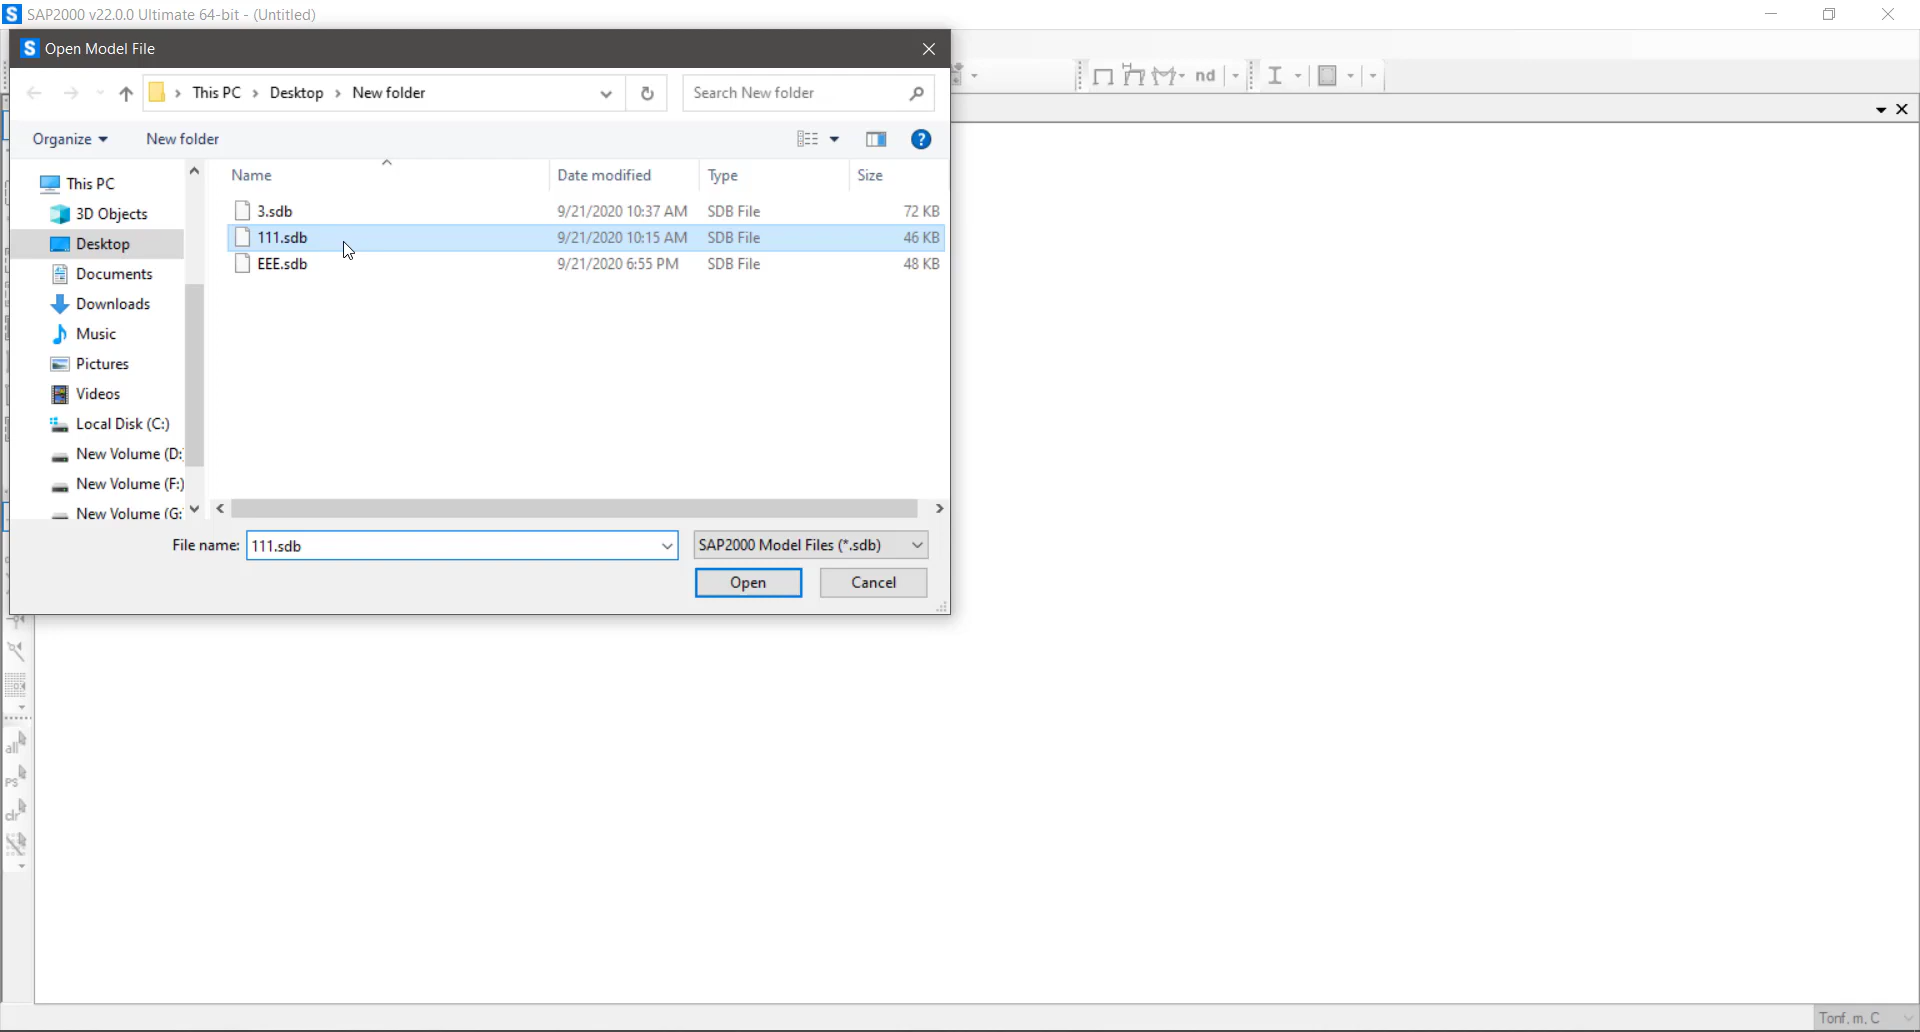 S SAP2000 v22.0.0 Ultimate 64-bit - (Untitled)
S Open Model File
This PC > Desktop > New folder
Search New folder
nd
Organize
New folder
?
Name
Date modified
Type
Size
This PC
3D Objects
Desktop
Documents
Downloads
Music
Pictures
Videos
Local Disk (C:)
New Volume (D:
New Volume (F:)
New Volume (G:
3.sdb 9/21/2020 10:37 AM SDB File 72 KB
111.sdb 9/21/2020 10:15 AM SDB File 46 KB
EEE.sdb 9/21/2020 6:55 PM SDB File 48 KB
File name: 111.sdb
SAP2000 Model Files (*.sdb)
Open
Cancel
all
PS
clr
Tonf, m, C